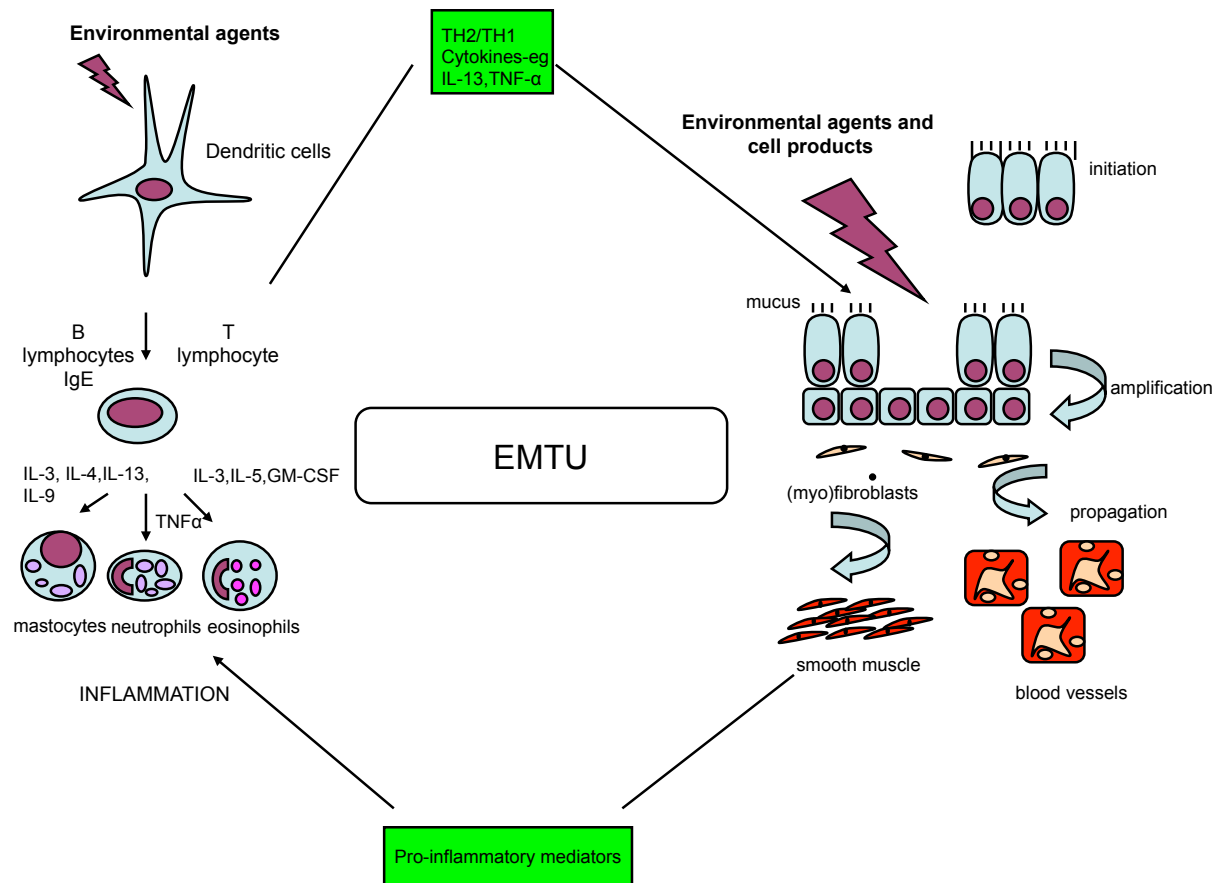 Environmental agents
TH2/TH1
Cytokines-eg
IL-13,TNF-α
Dendritic cells
Environmental agents and
cell products
initiation
mucus
B
lymphocytes
IgE
T
lymphocyte
amplification
EMTU
IL-3, IL-4,IL-13,
IL-9
IL-3,IL-5,GM-CSF
TNFα
(myo)fibroblasts
propagation
mastocytes
neutrophils
eosinophils
smooth muscle
blood vessels
INFLAMMATION
Pro-inflammatory mediators